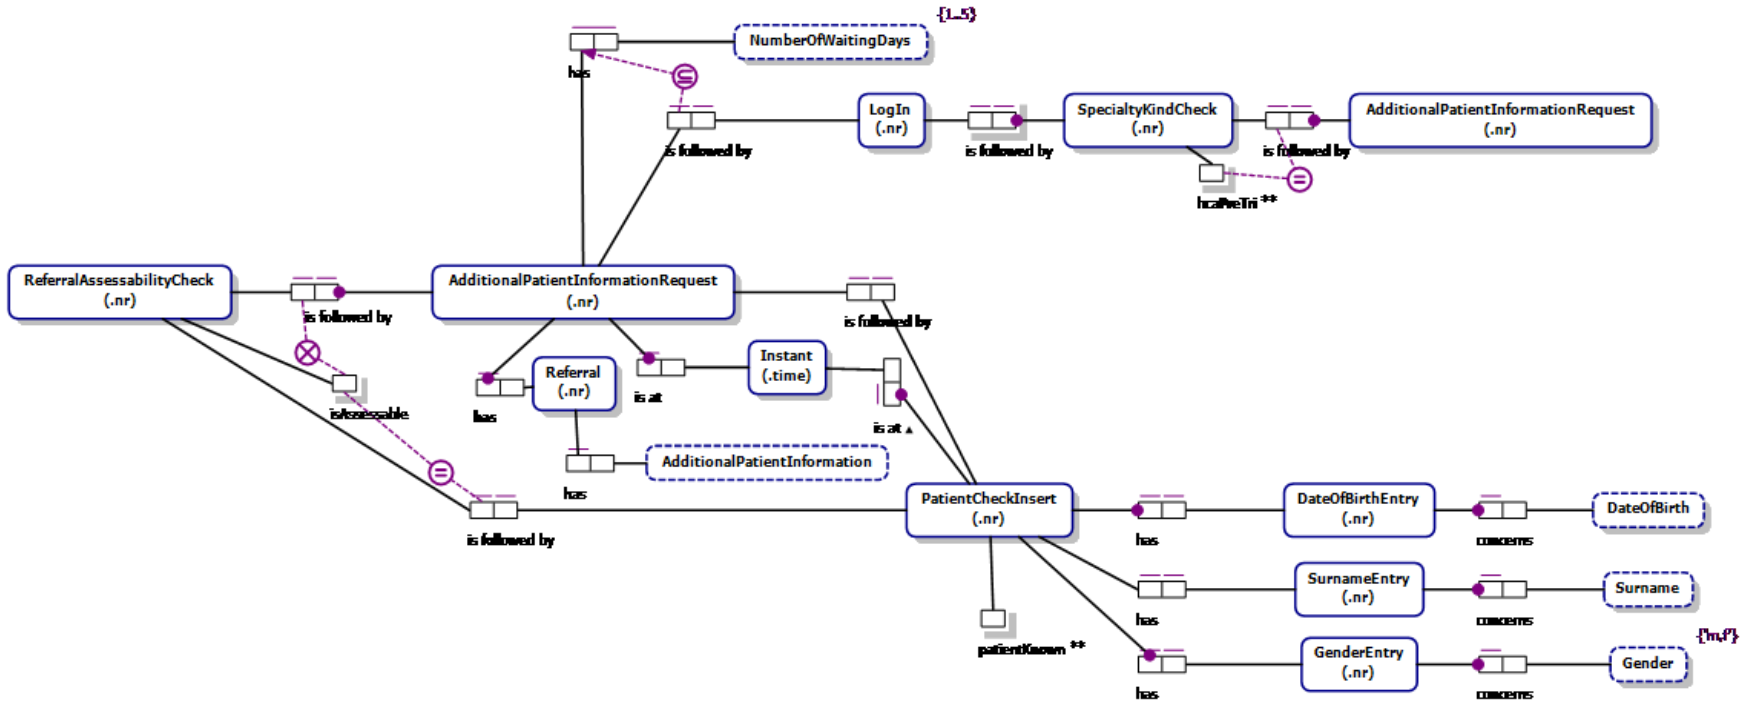 {1..5}
NumberOfWaitingDays
has
LogIn
(.nr)
SpecialtyKindCheck
(.nr)
AdditionalPatientInformationRequest
(.nr)
is followed by
is followed by
is followed by
hcaPreTri **
ReferralAssessabilityCheck
(.nr)
AdditionalPatientInformationRequest
(.nr)
is followed by
is followed by
Instant
(.time)
Referral
(.nr)
is at
isAssessable
has
is at
AdditionalPatientInformation
has
PatientCheckInsert
(.nr)
DateOfBirthEntry
(.nr)
DateOfBirth
is followed by
has
concerns
SurnameEntry
(.nr)
Surname
has
concerns
patientKnown **
{'m,f'}
GenderEntry
(.nr)
Gender
has
concerns